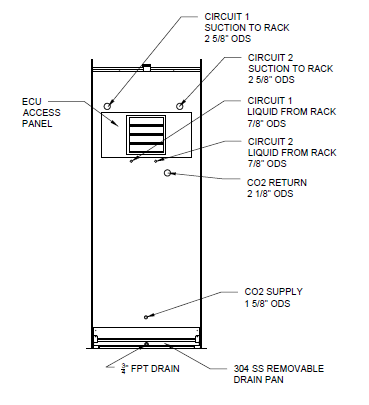 CIRCUIT 1
SUCTION TO RACK
2 5/8" ODS
CIRCUIT 2
SUCTION TO RACK
2 5/8" ODS
ECU
ACCESS
PANEL
CIRCUIT 1
LIQUID FROM RACK
7/8" ODS
CIRCUIT 2
LIQUID FROM RACK
7/8" ODS
CO2 RETURN
2 1/8" ODS
CO2 SUPPLY
1 5/8" ODS
3/4" FPT DRAIN
304 SS REMOVABLE
DRAIN PAN